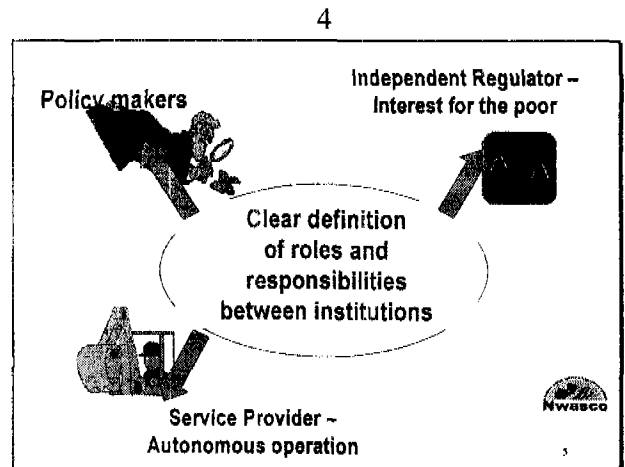 4
Policy makers
Independent Regulator –
Interest for the poor
Clear definition
of roles and
responsibilities
between institutions
Service Provider –
Autonomous operation
Nwasco
5